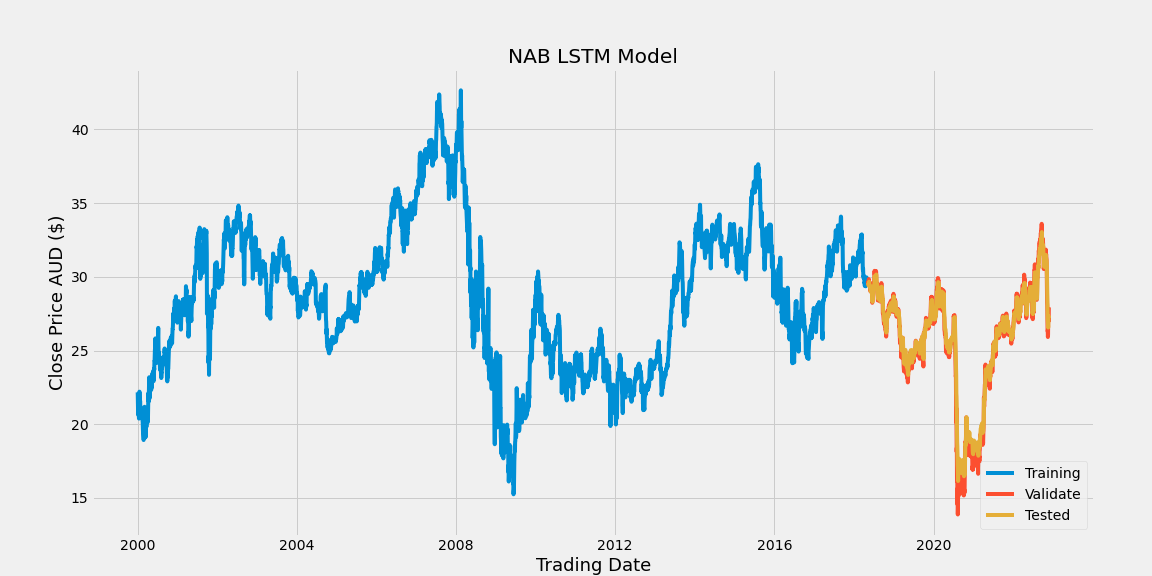 NAB LSTM Model
Close Price AUD ($)
40
35
30
25
20
15
2000 2004 2008 2012 2016 2020
Trading Date
Training
Validate
Tested